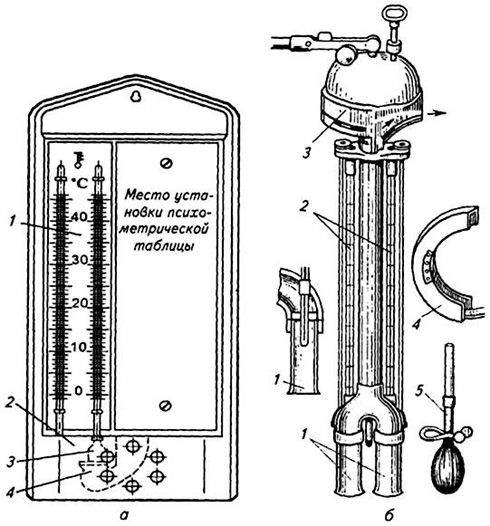 °C
40
30
20
10
0
Место уста-
новки психо-
метрической
таблицы
1
2
3
4
а
3
2
1
4
5
1
б